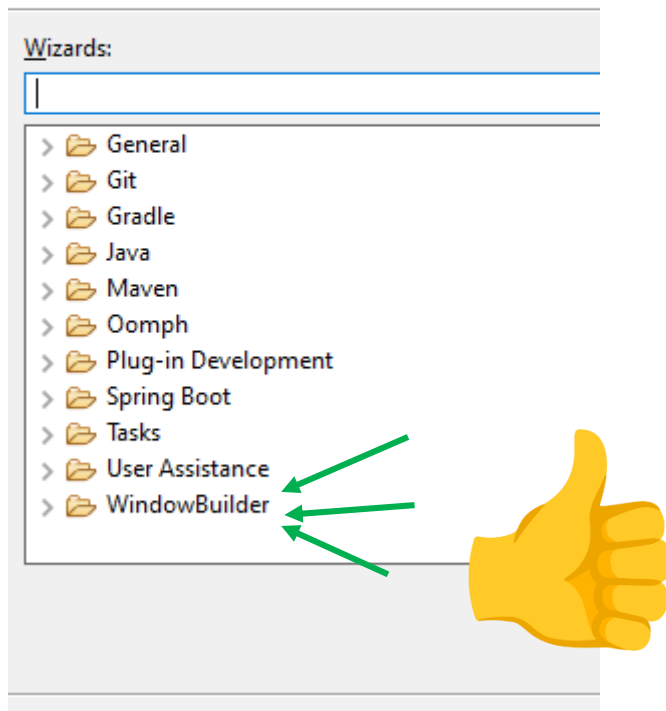 Wizards:
General
Git
Gradle
Java
Maven
Oomph
Plug-in Development
Spring Boot
Tasks
User Assistance
WindowBuilder